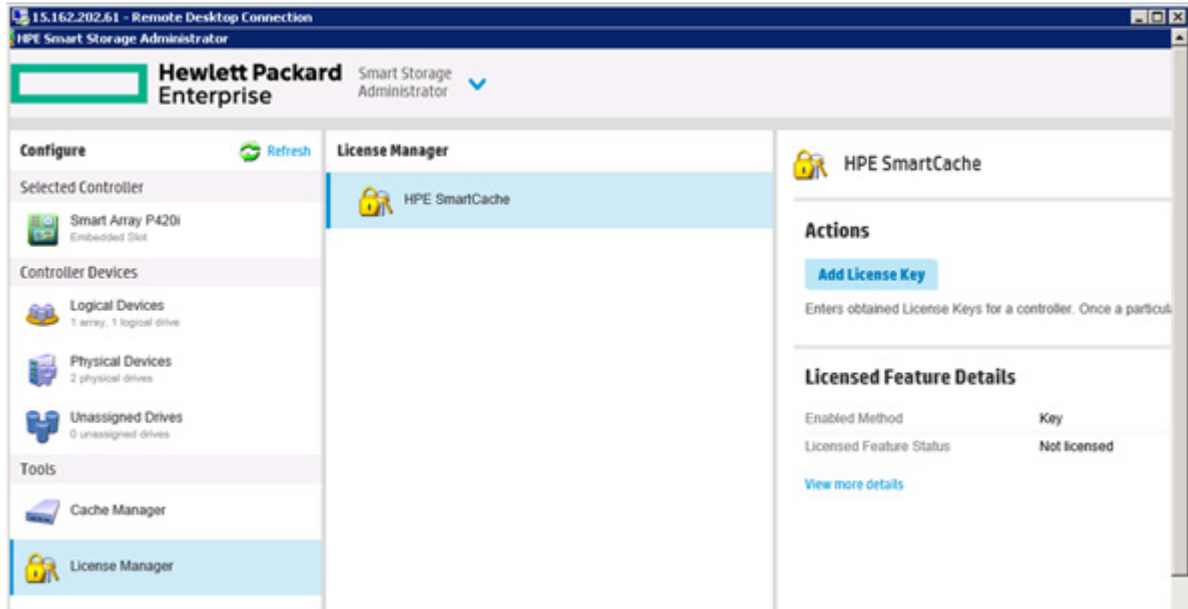 15.162.202.61 - Remote Desktop Connection
HPE Smart Storage Administrator
Hewlett Packard
Enterprise
Smart Storage
Administrator
Configure
Refresh
Selected Controller
Smart Array P420i
Embedded Slot
Controller Devices
Logical Devices
1 array, 1 logical drive
Physical Devices
2 physical drives
Unassigned Drives
0 unassigned drives
Tools
Cache Manager
License Manager
License Manager
HPE SmartCache
HPE SmartCache
Actions
Add License Key
Enters obtained License Keys for a controller. Once a particul
Licensed Feature Details
Enabled Method Key
Licensed Feature Status Not licensed
View more details